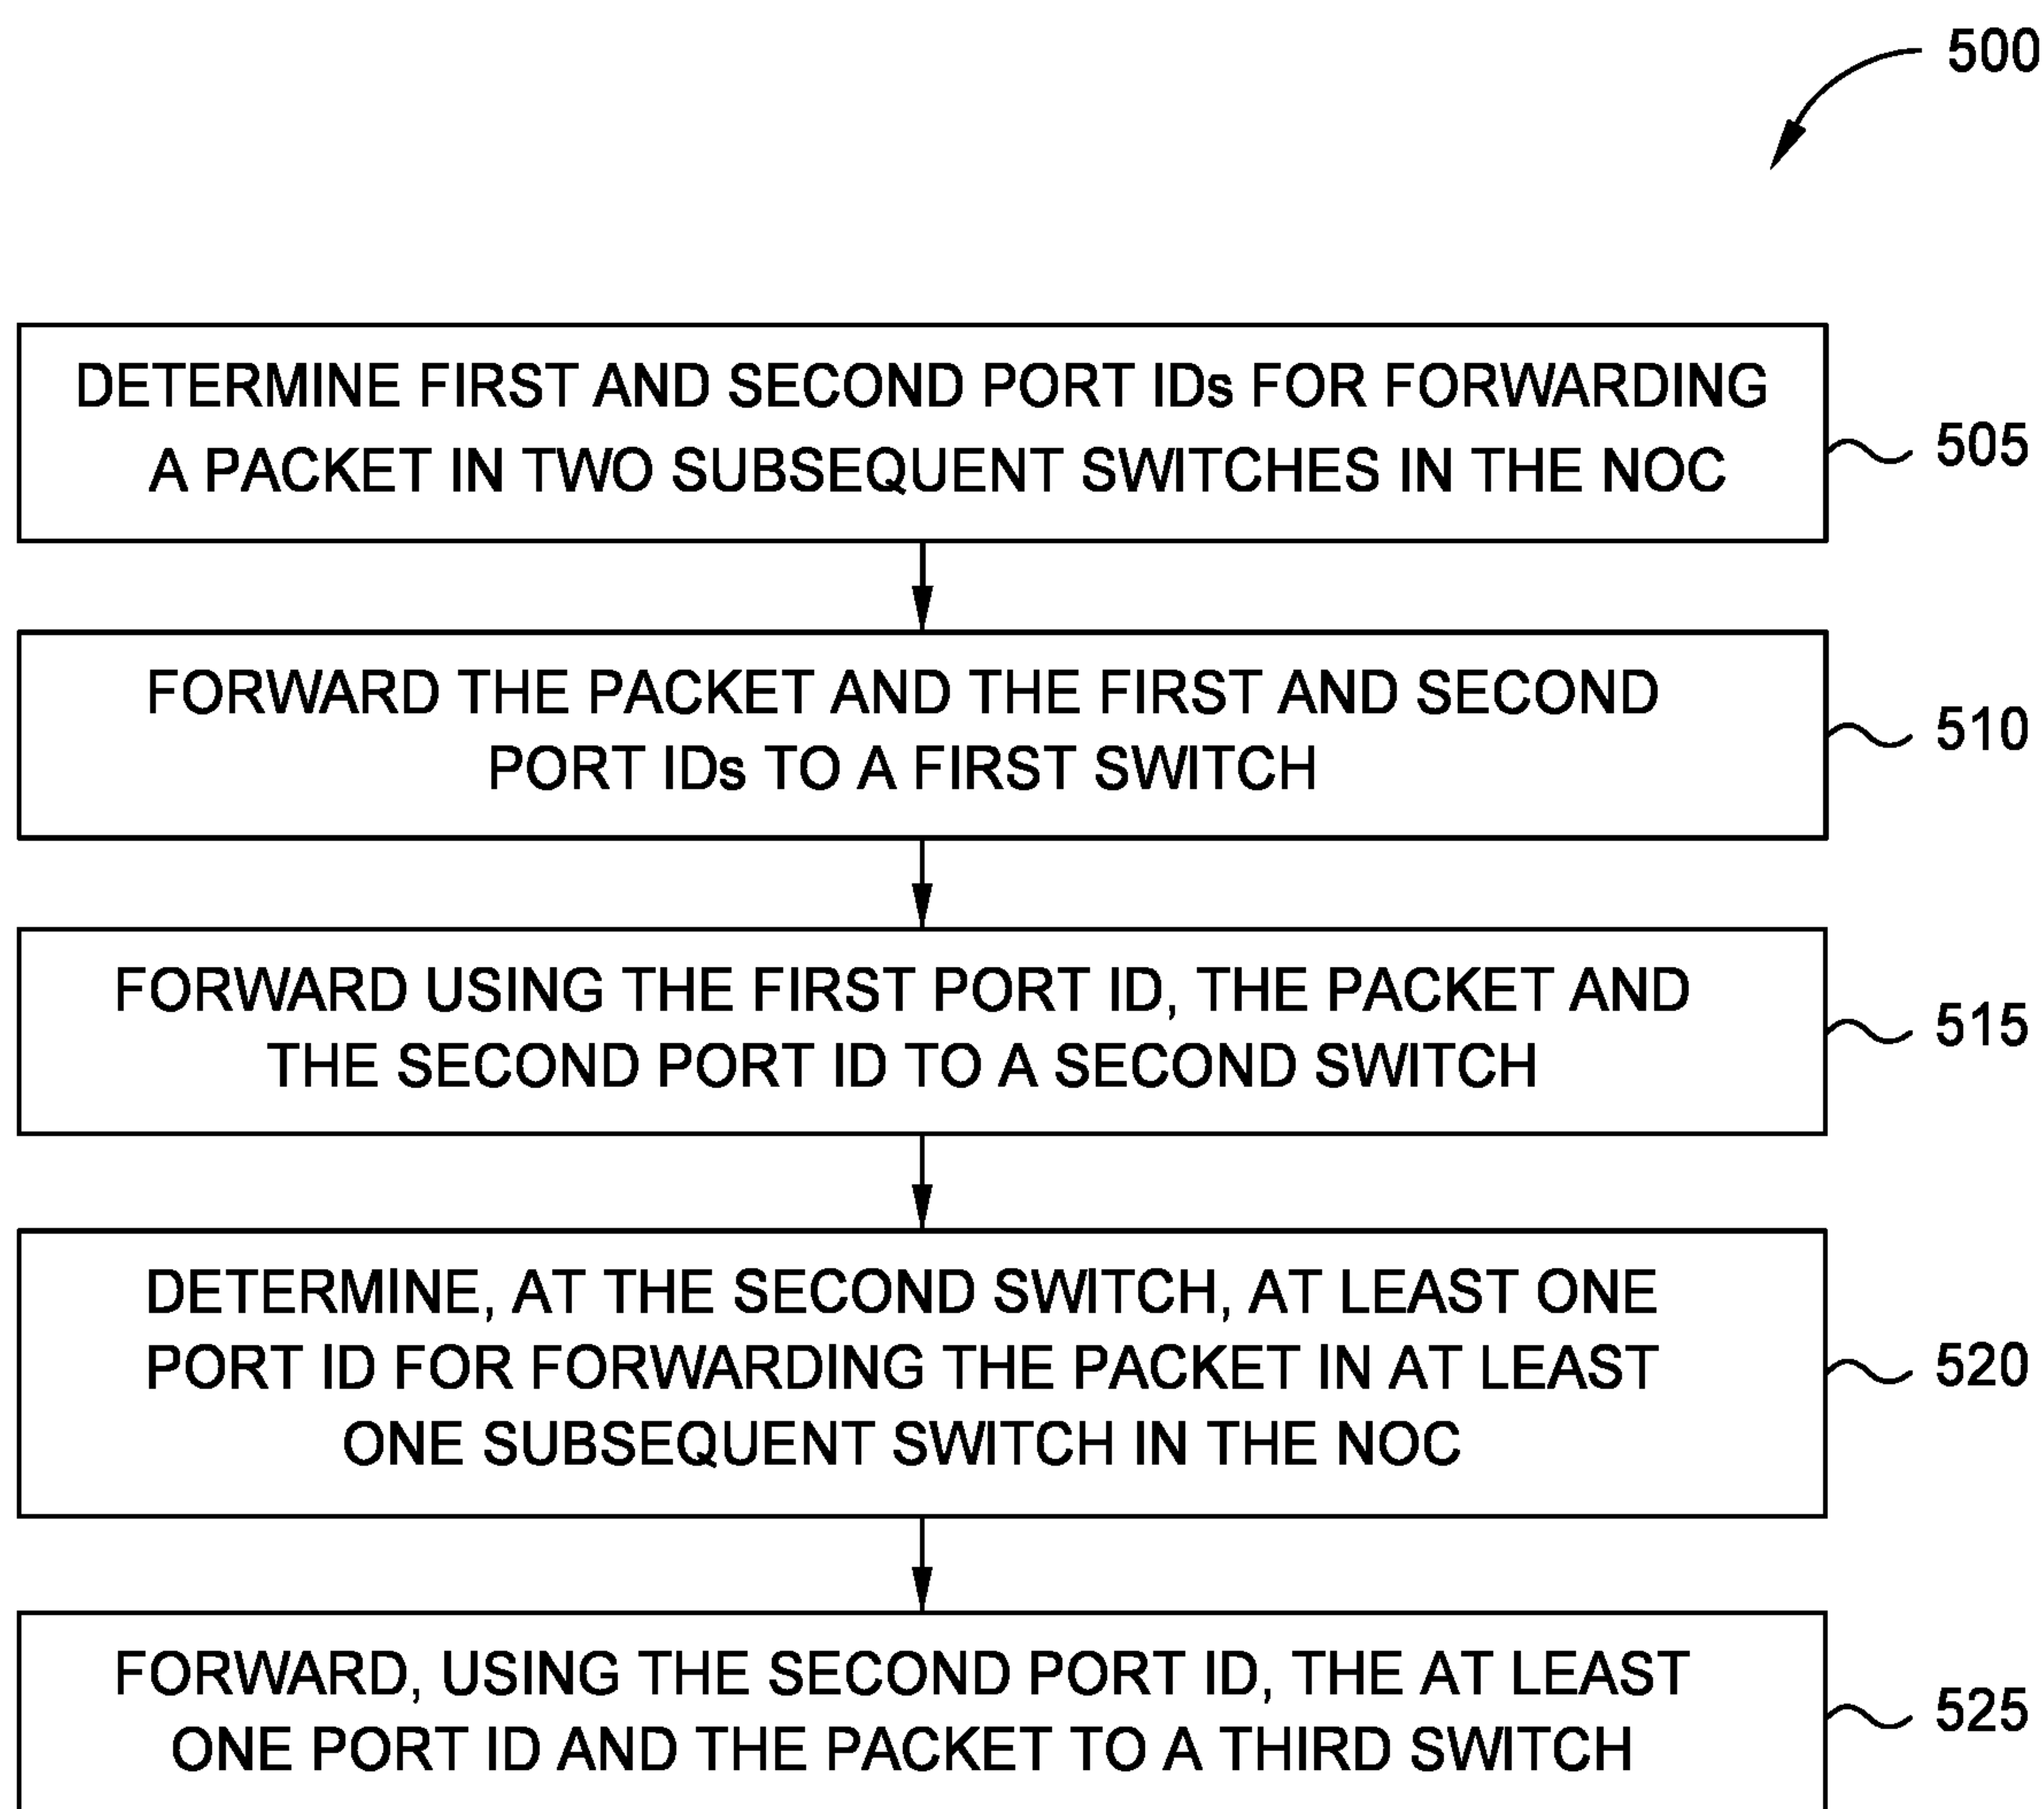 500
DETERMINE FIRST AND SECOND PORT IDs FOR FORWARDING
A PACKET IN TWO SUBSEQUENT SWITCHES IN THE NOC
505
FORWARD THE PACKET AND THE FIRST AND SECOND
PORT IDs TO A FIRST SWITCH
510
FORWARD USING THE FIRST PORT ID, THE PACKET AND
THE SECOND PORT ID TO A SECOND SWITCH
515
DETERMINE, AT THE SECOND SWITCH, AT LEAST ONE
PORT ID FOR FORWARDING THE PACKET IN AT LEAST
ONE SUBSEQUENT SWITCH IN THE NOC
520
FORWARD, USING THE SECOND PORT ID, THE AT LEAST
ONE PORT ID AND THE PACKET TO A THIRD SWITCH
525